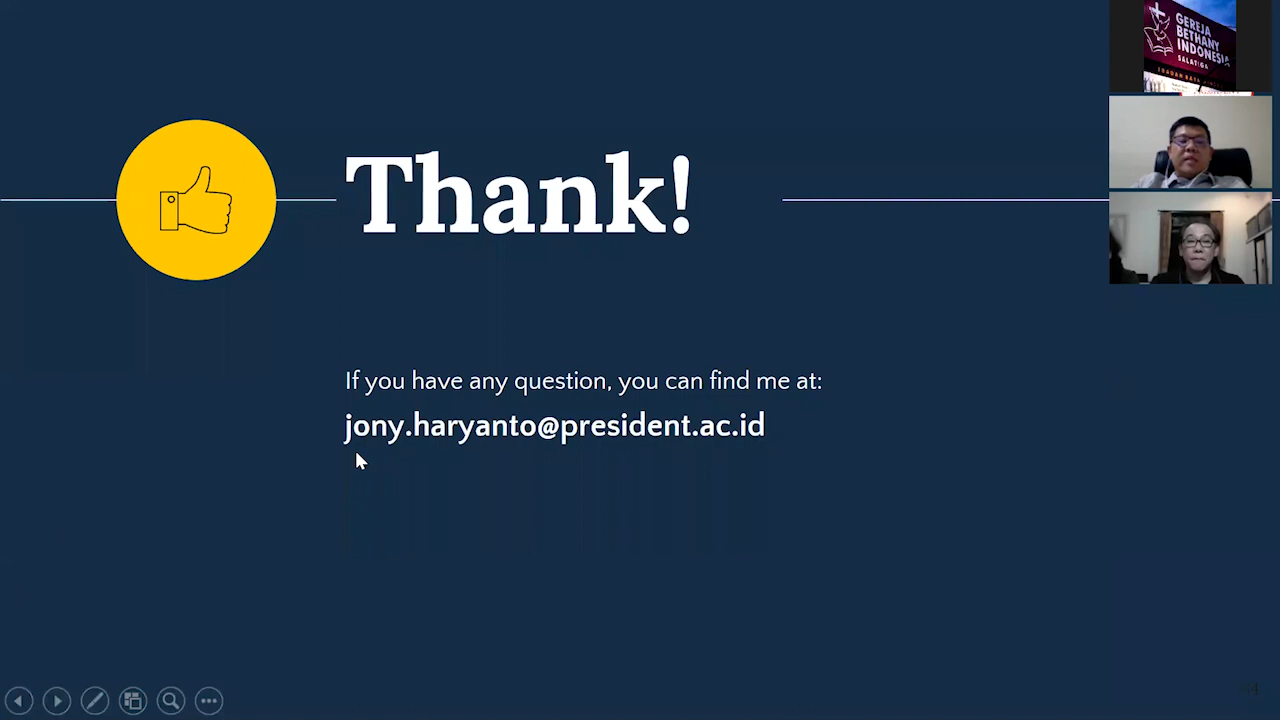 Thank!
If you have any question, you can find me at:
jony.haryanto@president.ac.id
GEREJA
BETHANY
INDONESIA
SALATIGA